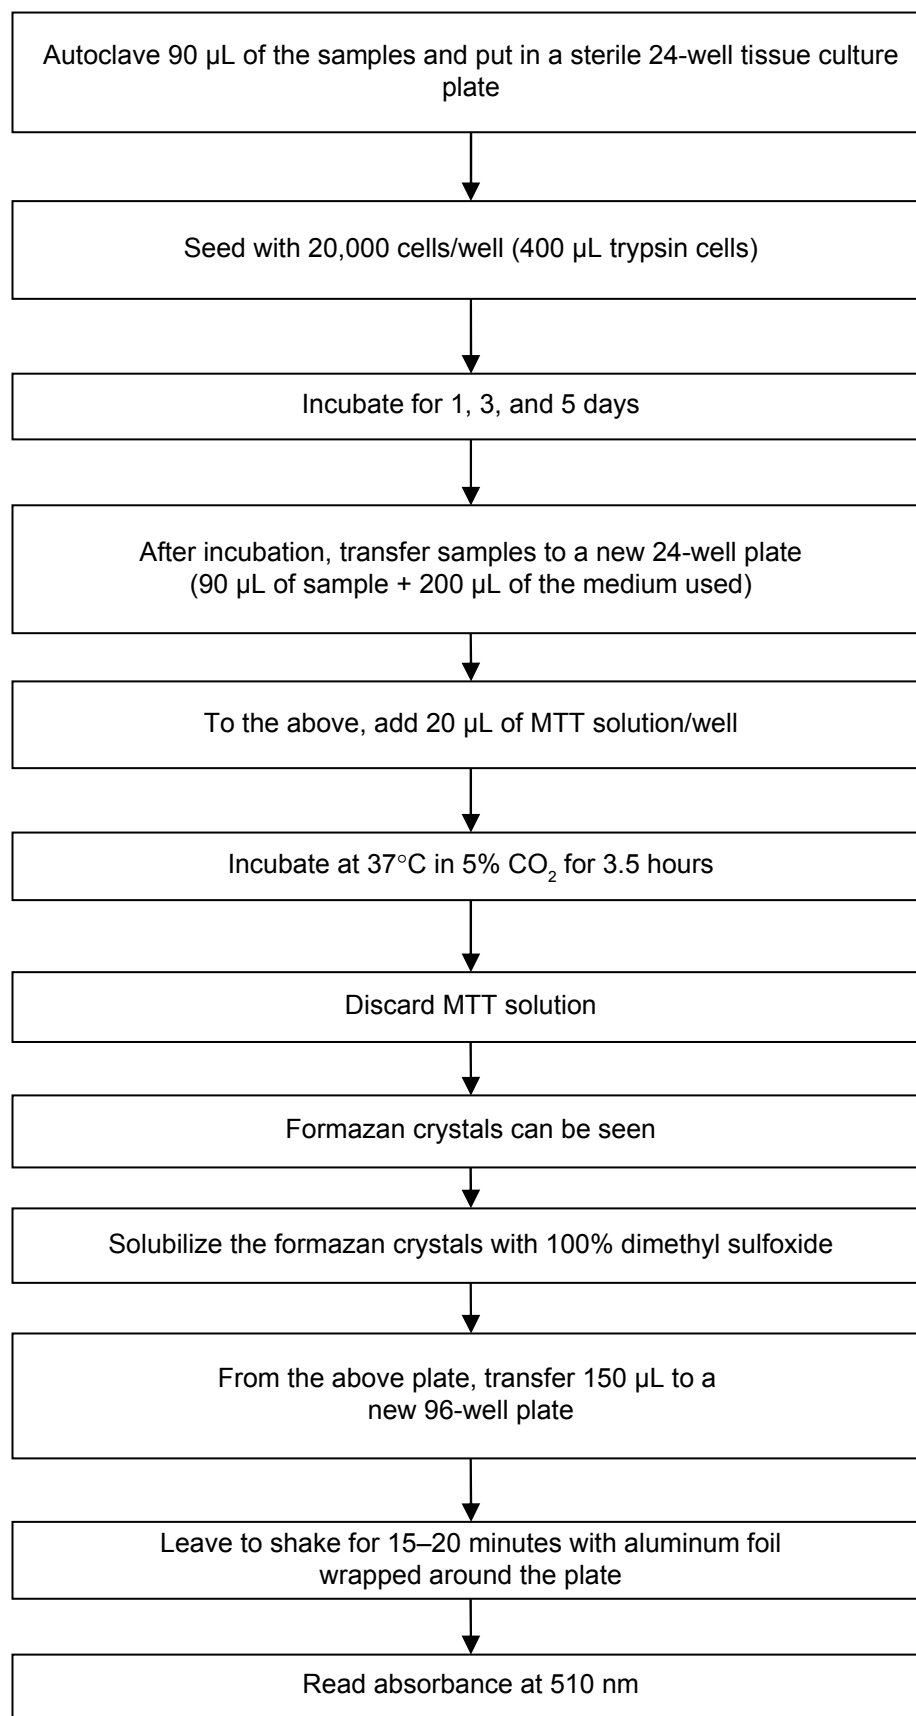 Autoclave 90 µL of the samples and put in a sterile 24-well tissue culture
plate
Seed with 20,000 cells/well (400 µL trypsin cells)
Incubate for 1, 3, and 5 days
After incubation, transfer samples to a new 24-well plate
(90 µL of sample + 200 µL of the medium used)
To the above, add 20 µL of MTT solution/well
Incubate at 37°C in 5% CO₂ for 3.5 hours
Discard MTT solution
Formazan crystals can be seen
Solubilize the formazan crystals with 100% dimethyl sulfoxide
From the above plate, transfer 150 µL to a
new 96-well plate
Leave to shake for 15–20 minutes with aluminum foil
wrapped around the plate
Read absorbance at 510 nm